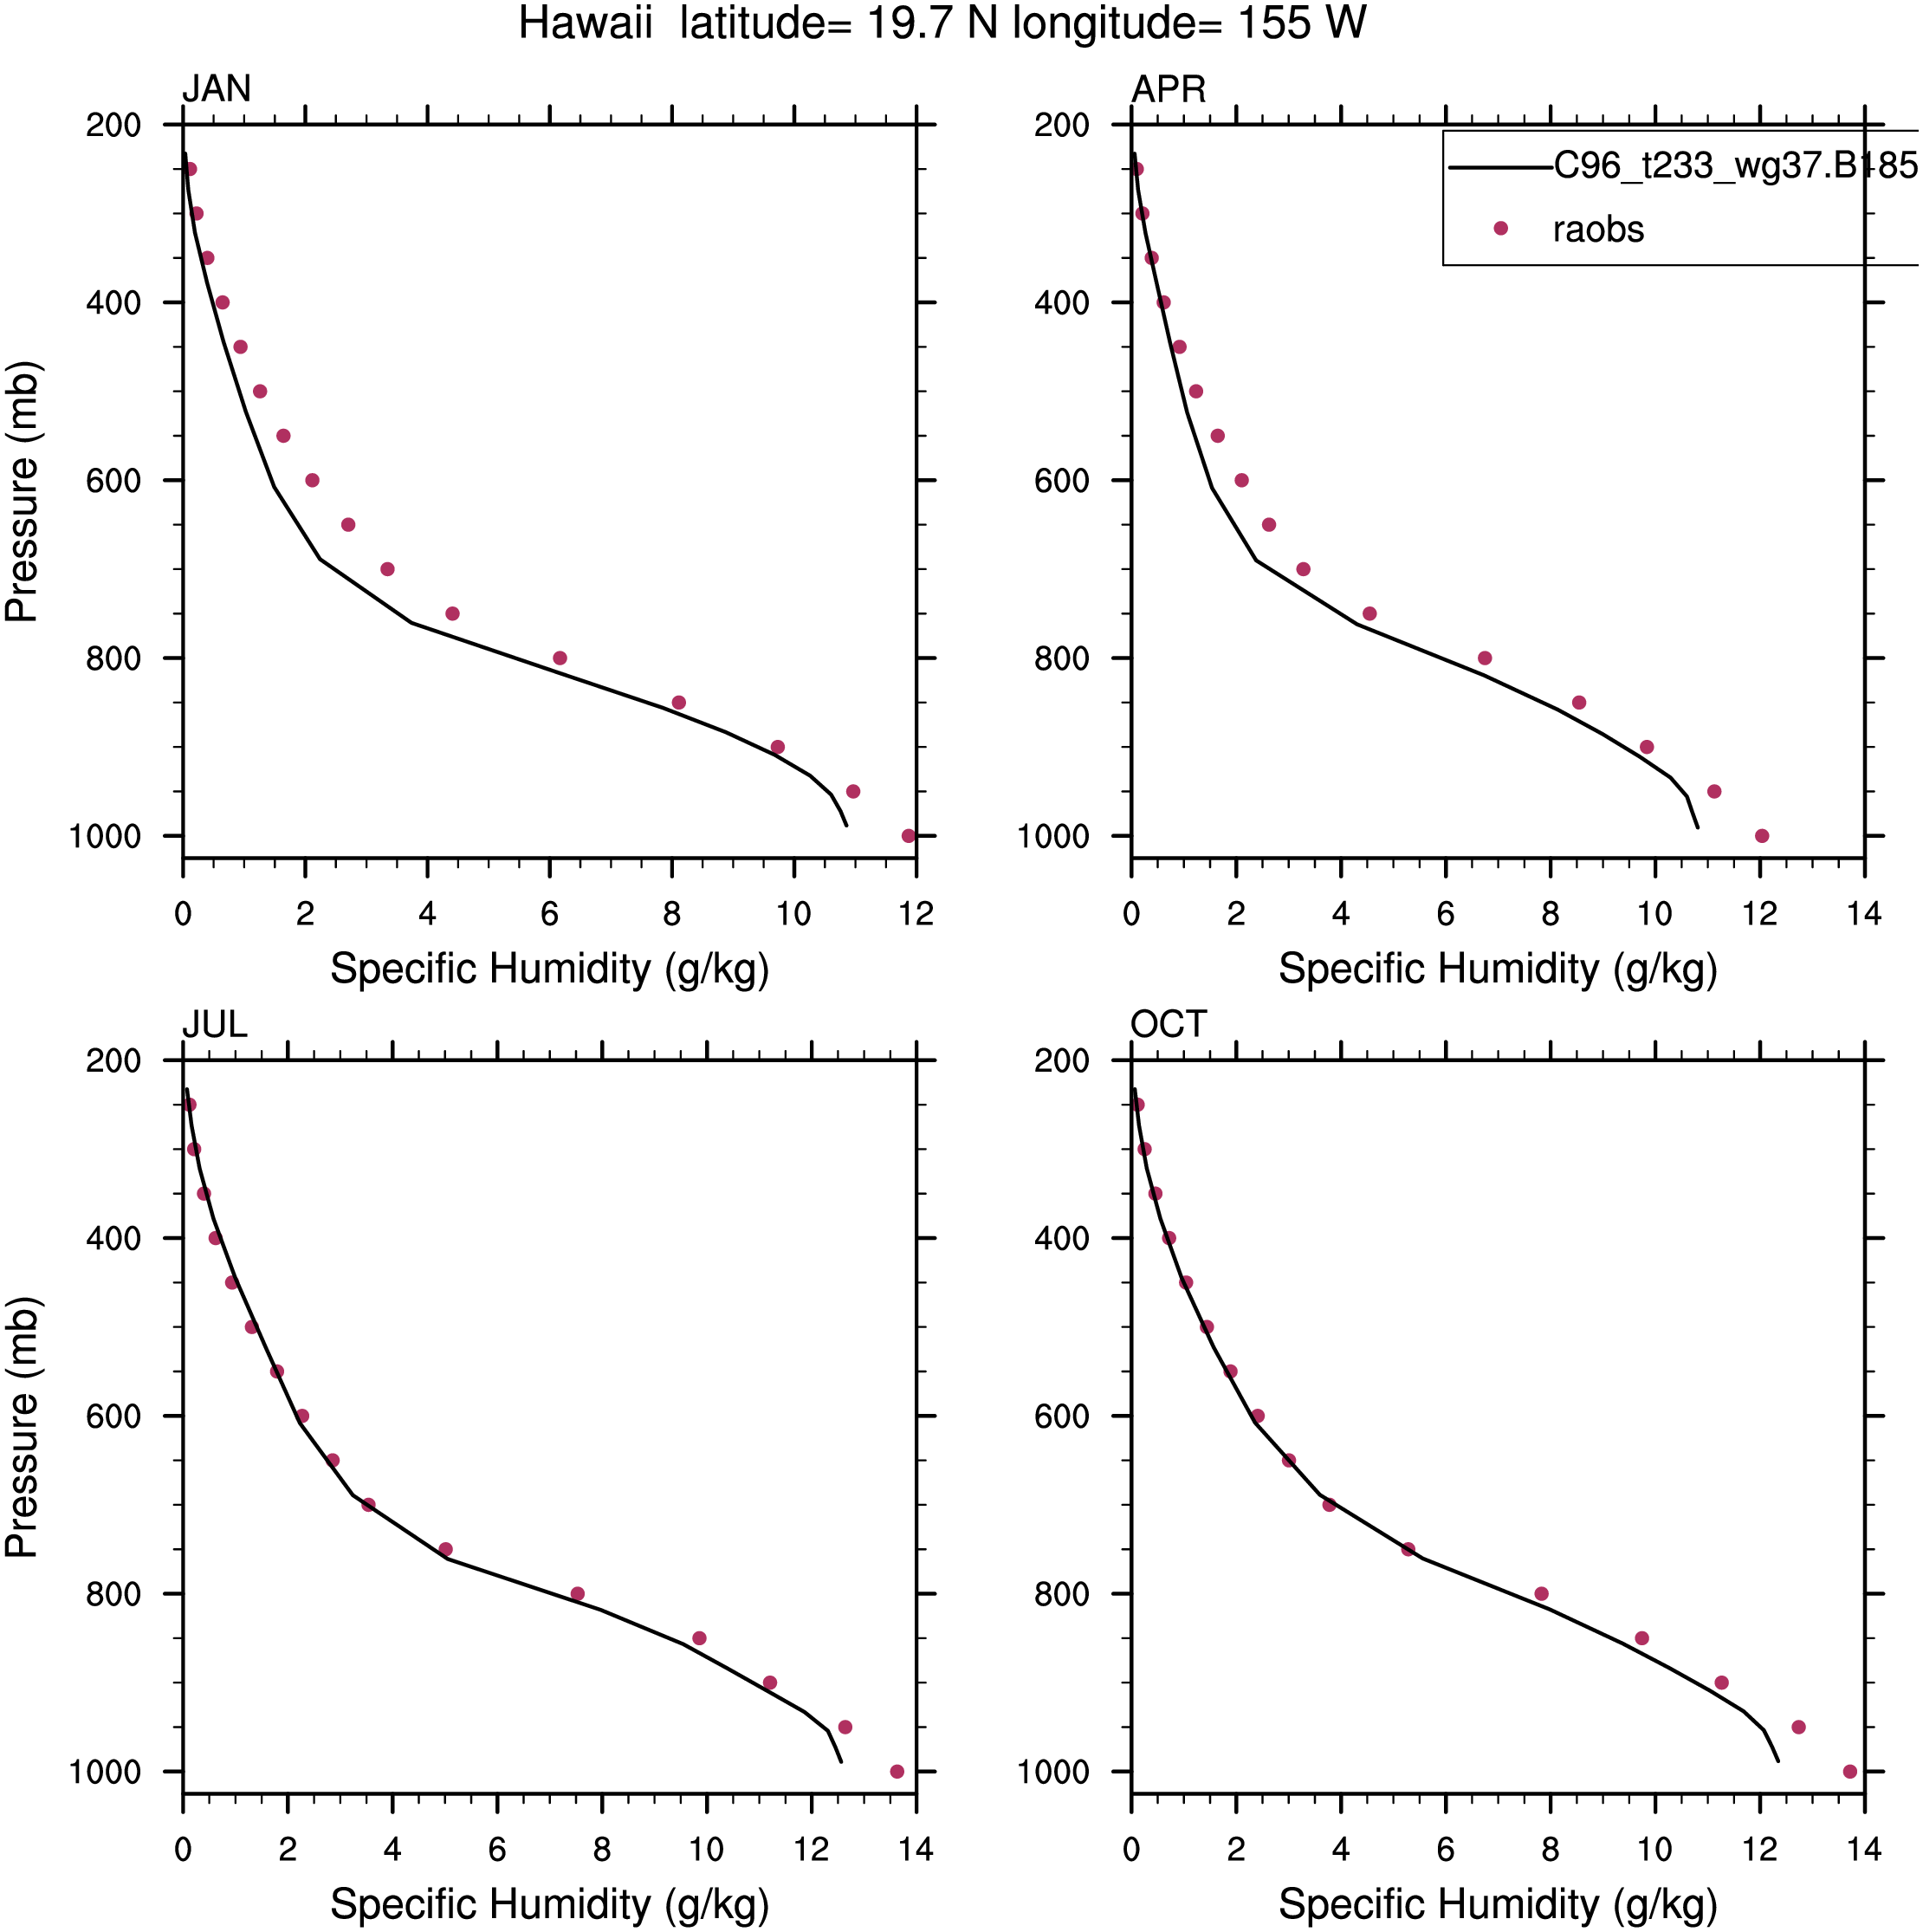 Hawaii latitude= 19.7 N longitude= 155 W
JAN
200
400
600
800
1000
Pressure (mb)
0 2 4 6 8 10 12
Specific Humidity (g/kg)
APR
C96_t233_wg37.B185
raobs
200
400
600
800
1000
0 2 4 6 8 10 12 14
Specific Humidity (g/kg)
JUL
200
400
600
800
1000
Pressure (mb)
0 2 4 6 8 10 12 14
Specific Humidity (g/kg)
OCT
200
400
600
800
1000
0 2 4 6 8 10 12 14
Specific Humidity (g/kg)